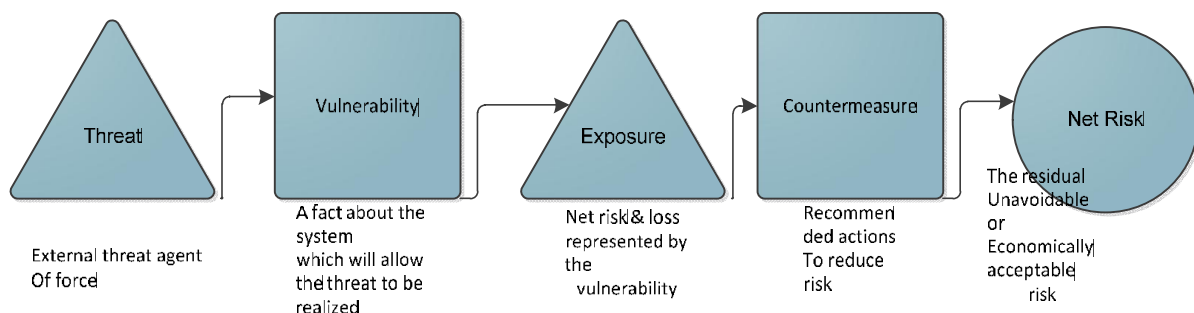 Threat
Vulnerability
Exposure
Countermeasure
Net Risk
External threat agent
Of force
A fact about the
system
which will allow
the threat to be
realized
Net risk & loss
represented by
the
vulnerability
Recommen
ded actions
To reduce
risk
The residual
Unavoidable
or
Economically
acceptable
risk